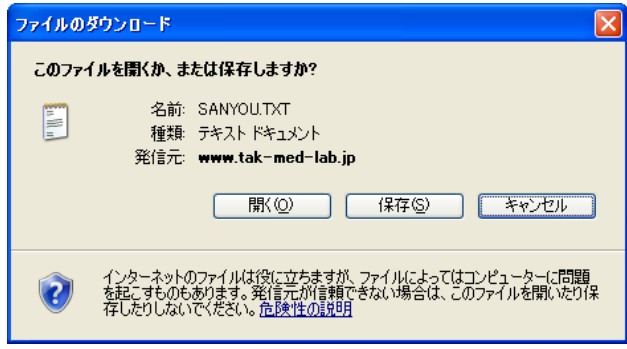 ファイルのダウンロード
このファイルを開くか、または保存しますか?
名前: SANYOU.TXT
種類: テキスト ドキュメント
発信元: www.tak-med-lab.jp
開く(O) 保存(S) キャンセル
インターネットのファイルは役に立ちますが、ファイルによってはコンピューターに問題
を起こすものもあります。発信元が信頼できない場合は、このファイルを開いたり保
存したりしないでください。危険性の説明